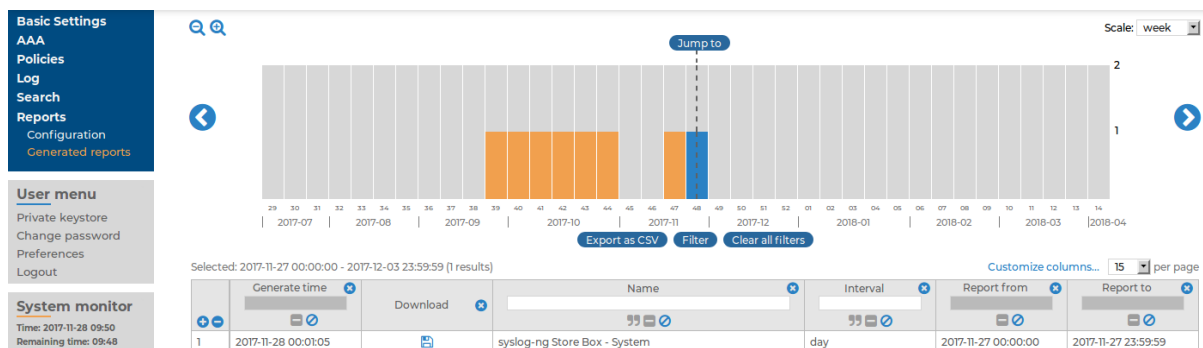 Basic Settings
AAA
Policies
Log
Search
Reports
Configuration
Generated reports
User menu
Private keystore
Change password
Preferences
Logout
System monitor
Time: 2017-11-28 09:50
Remaining time: 09:48
Scale: week
Jump to
2
1
29 30 31 32 33 34 35 36 37 38 39 40 41 42 43 44 45 46 47 48 49 50 51 52 01 02 03 04 05 06 07 08 09 10 11 12 13 14
2017-07 2017-08 2017-09 2017-10 2017-11 2017-12 2018-01 2018-02 2018-03 2018-04
Export as CSV Filter Clear all filters
Selected: 2017-11-27 00:00:00 - 2017-12-03 23:59:59 (1 results)
Customize columns... 15 per page
Generate time Download Name Interval Report from Report to
1 2017-11-28 00:01:05 syslog-ng Store Box - System day 2017-11-27 00:00:00 2017-11-27 23:59:59